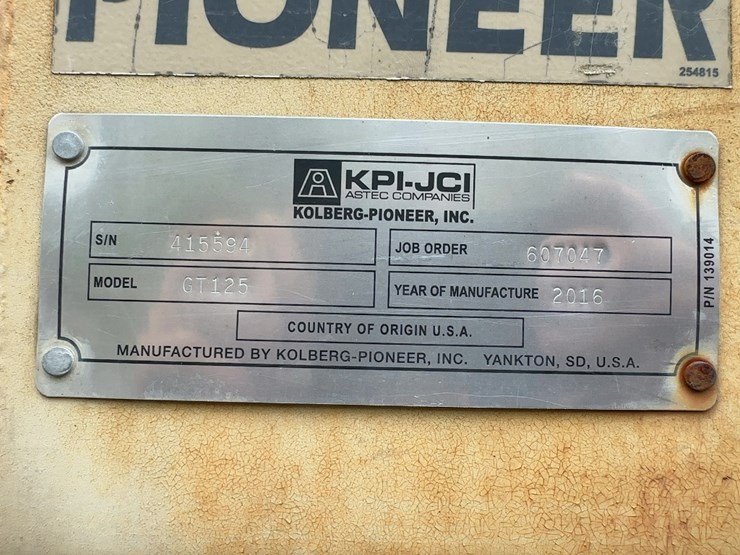 PIONEER
254815
KPI-JCI
ASTEC COMPANIES
KOLBERG-PIONEER, INC.
S/N 415594 JOB ORDER 607047
MODEL GT125 YEAR OF MANUFACTURE 2016
COUNTRY OF ORIGIN U.S.A.
MANUFACTURED BY KOLBERG-PIONEER, INC. YANKTON, SD, U.S.A.
P/N 139014